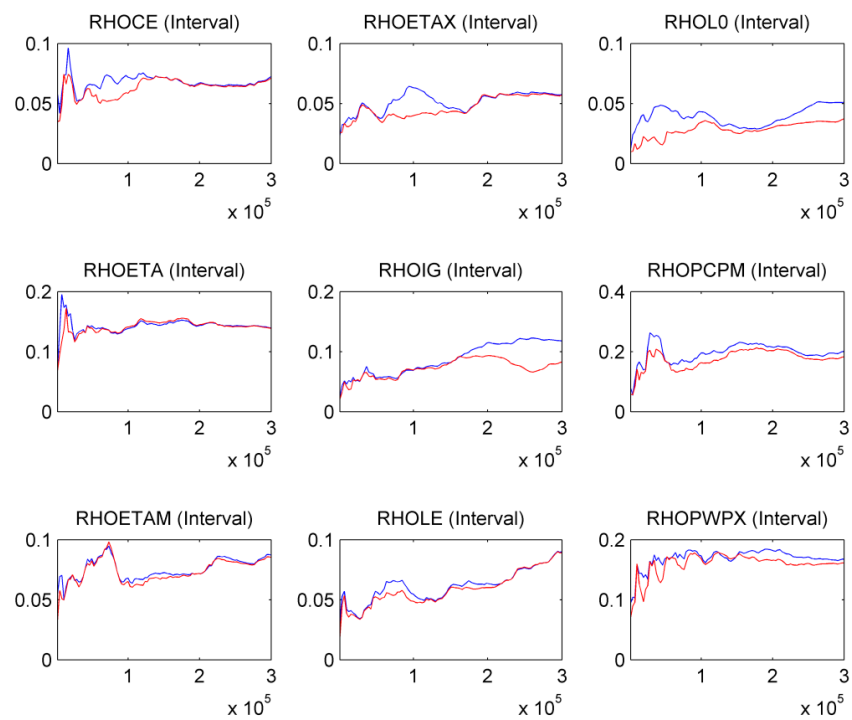 RHOCE (Interval) RHOETAX (Interval) RHOL0 (Interval)
0.1 0.1 0.1
0.05 0.05 0.05
0 0 0
1 2 3 1 2 3 1 2 3
x 10^5 x 10^5 x 10^5
RHOETA (Interval) RHOIG (Interval) RHOPCPM (Interval)
0.2 0.2 0.4
0.1 0.1 0.2
0 0 0
1 2 3 1 2 3 1 2 3
x 10^5 x 10^5 x 10^5
RHOETAM (Interval) RHOLE (Interval) RHOPWPX (Interval)
0.1 0.1 0.2
0.05 0.05 0.1
0 0 0
1 2 3 1 2 3 1 2 3
x 10^5 x 10^5 x 10^5